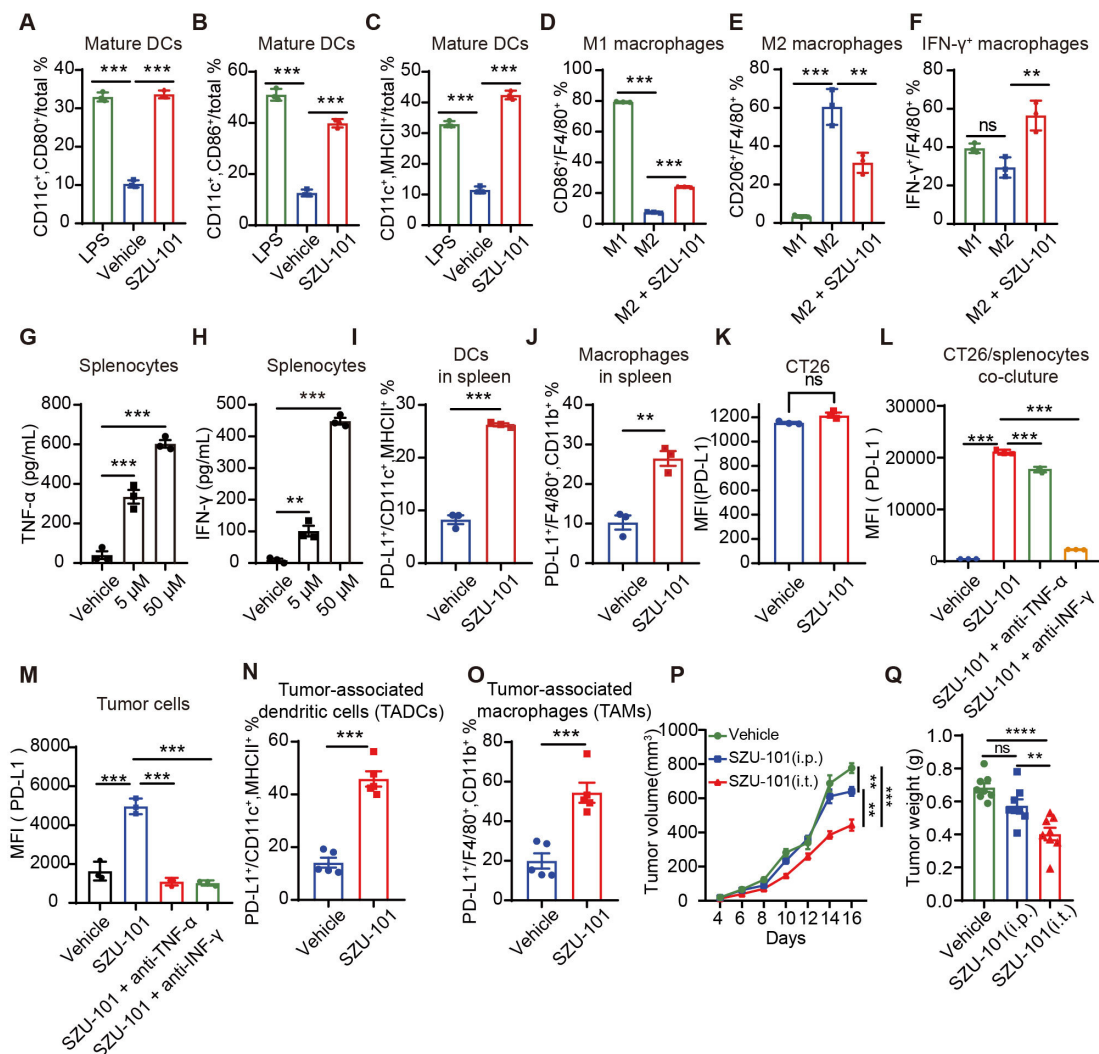 A
Mature DCs
CD11c⁺,CD80⁺/total %
40
30
20
10
0
***
***
LPS
Vehicle
SZU-101
B
Mature DCs
CD11c⁺,CD86⁺/total %
60
40
20
0
***
***
LPS
Vehicle
SZU-101
C
Mature DCs
CD11c⁺,MHCII⁺/total %
50
40
30
20
10
0
***
***
LPS
Vehicle
SZU-101
D
M1 macrophages
CD86⁺/F4/80⁺ %
100
80
60
40
20
0
***
***
M1
M2
M2 + SZU-101
E
M2 macrophages
CD206⁺/F4/80⁺ %
80
60
40
20
0
***
**
M1
M2
M2 + SZU-101
F
IFN-γ⁺ macrophages
IFN-γ⁺/F4/80⁺ %
80
60
40
20
0
ns
**
M1
M2
M2 + SZU-101
G
Splenocytes
TNF-α (pg/mL)
800
600
400
200
0
***
***
Vehicle
5 μM
50 μM
H
Splenocytes
IFN-γ (pg/mL)
500
400
300
200
100
0
***
**
Vehicle
5 μM
50 μM
I
DCs
in spleen
PD-L1⁺/CD11c⁺,MHCII⁺ %
30
20
10
0
***
Vehicle
SZU-101
J
Macrophages
in spleen
PD-L1⁺/F4/80⁺,CD11b⁺ %
40
30
20
10
0
**
Vehicle
SZU-101
K
CT26
MFI(PD-L1)
1200
1000
800
600
400
200
0
ns
Vehicle
SZU-101
L
CT26/splenocytes
co-cluture
MFI ( PD-L1)
30000
20000
10000
0
***
***
***
Vehicle
SZU-101
SZU-101 + anti-TNF-α
SZU-101 + anti-INF-γ
M
Tumor cells
MFI ( PD-L1)
8000
6000
4000
2000
0
***
***
***
Vehicle
SZU-101
SZU-101 + anti-TNF-α
SZU-101 + anti-INF-γ
N
Tumor-associated
dendritic cells (TADCs)
PD-L1⁺/CD11c⁺,MHCII⁺ %
60
40
20
0
***
Vehicle
SZU-101
O
Tumor-associated
macrophages (TAMs)
PD-L1⁺/F4/80⁺,CD11b⁺ %
80
60
40
20
0
***
Vehicle
SZU-101
P
Vehicle
SZU-101(i.p.)
SZU-101(i.t.)
Tumor volume(mm³)
1000
800
600
400
200
0
**
**
***
4 6 8 10 12 14 16
Days
Q
Tumor weight (g)
1.0
0.8
0.6
0.4
0.2
0.0
****
ns
**
Vehicle
SZU-101(i.p.)
SZU-101(i.t.)